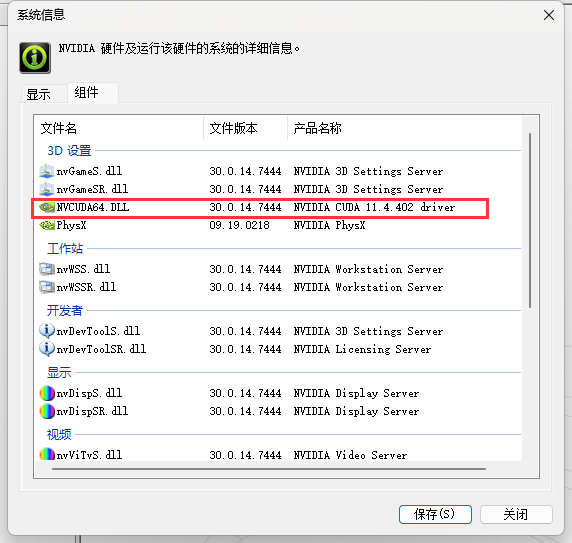 系统信息
NVIDIA 硬件及运行该硬件的系统的详细信息。
显示 组件
文件名 文件版本 产品名称
3D 设置
nvGameS.dll 30.0.14.7444 NVIDIA 3D Settings Server
nvGameSR.dll 30.0.14.7444 NVIDIA 3D Settings Server
NVCUDA64.DLL 30.0.14.7444 NVIDIA CUDA 11.4.402 driver
PhysX 09.19.0218 NVIDIA PhysX
工作站
nvWSS.dll 30.0.14.7444 NVIDIA Workstation Server
nvWSSR.dll 30.0.14.7444 NVIDIA Workstation Server
开发者
nvDevToolS.dll 30.0.14.7444 NVIDIA 3D Settings Server
nvDevToolSR.dll 30.0.14.7444 NVIDIA Licensing Server
显示
nvDispS.dll 30.0.14.7444 NVIDIA Display Server
nvDispSR.dll 30.0.14.7444 NVIDIA Display Server
视频
nvViTvS.dll 30.0.14.7444 NVIDIA Video Server
保存(S) 关闭